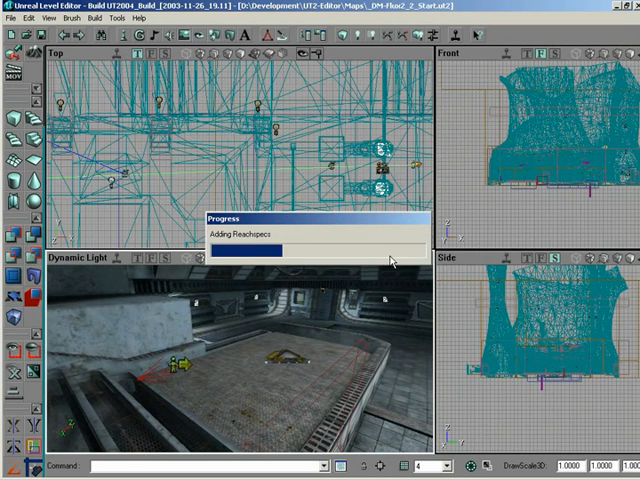 Unreal Level Editor - Build UT2004_Build_[2003-11-26_19.11] - [D:\Development\UT2-Editor\Maps\_DM-Flux2_2_Start.ut2]
File Edit View Brush Build Tools Help
MOV
Top
T F S
Front
T F S
Progress
Adding Reachspecs
Dynamic Light
T F S
Side
T F S
Command :
4
DrawScale3D: 1.0000 1.0000 1.000